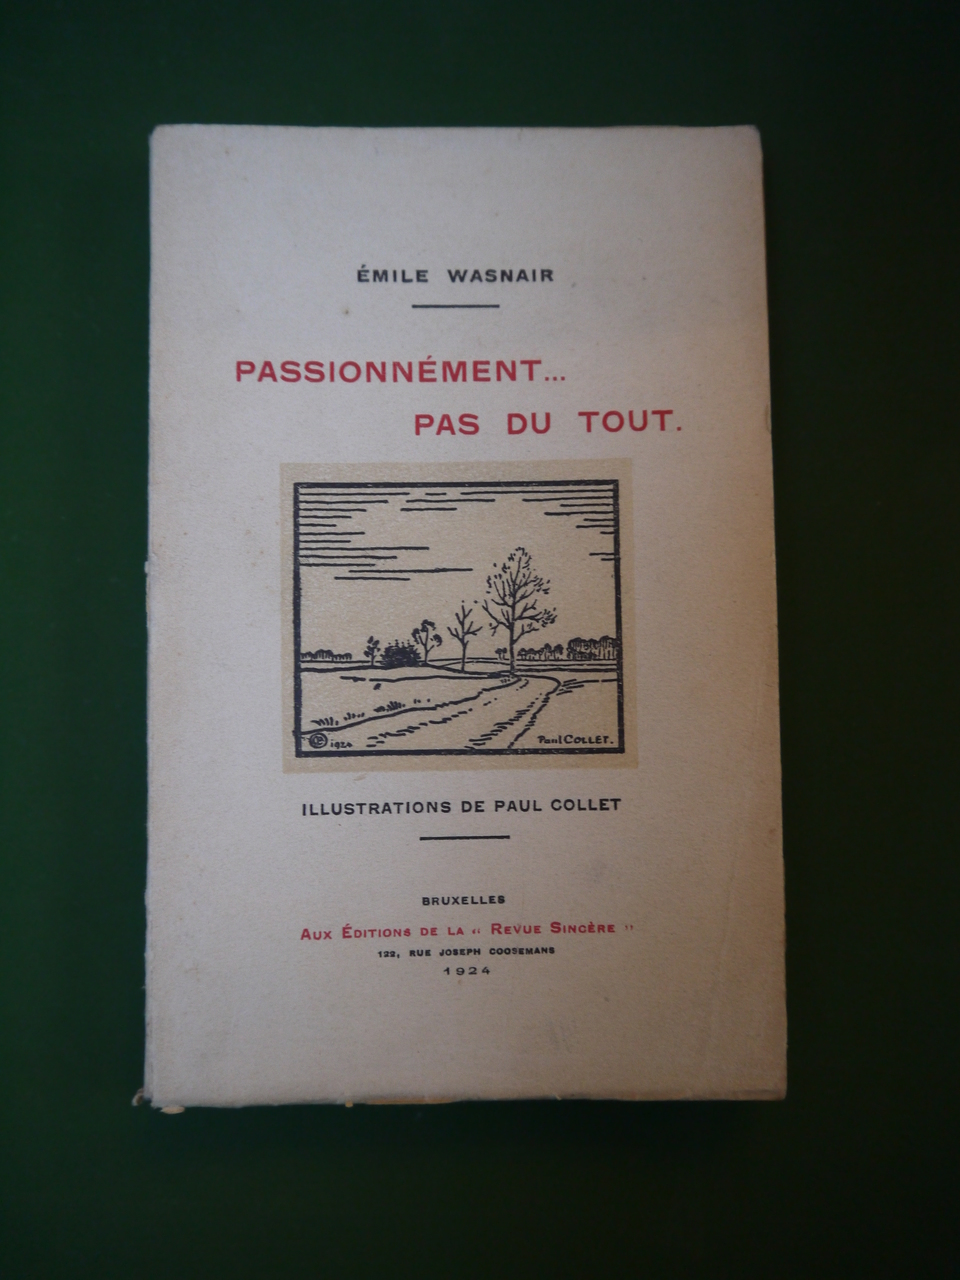 ÉMILE WASNAIR
PASSIONNÉMENT...
PAS DU TOUT.
1924
Paul COLLET.
ILLUSTRATIONS DE PAUL COLLET
BRUXELLES
AUX ÉDITIONS DE LA “ REVUE SINCÈRE ”
122, RUE JOSEPH COOSEMANS
1924